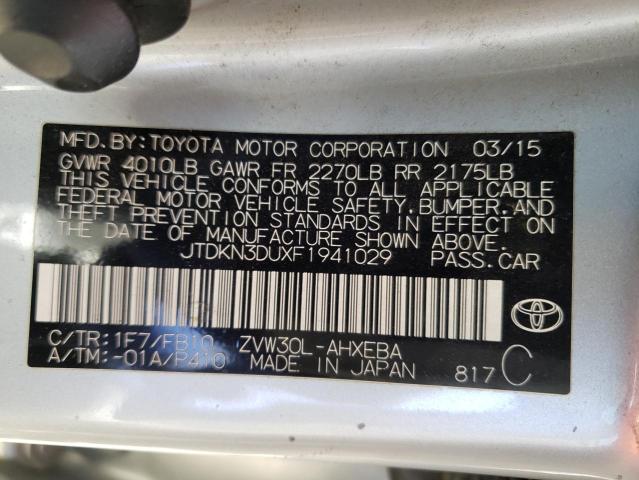 MFD.BY:TOYOTA MOTOR CORPORATION 03/15
GVWR 4010LB GAWR FR 2270LB RR 2175LB
THIS VEHICLE CONFORMS TO ALL APPLICABLE
FEDERAL MOTOR VEHICLE SAFETY,BUMPER,AND
THEFT PREVENTION STANDARDS IN EFFECT ON
THE DATE OF MANUFACTURE SHOWN ABOVE.
JTDKN3DUXF1941029 PASS.CAR
C/TR:1F7/FB10 ZVW30L-AHXEBA
A/TM:-01A/P410 MADE IN JAPAN 817 C